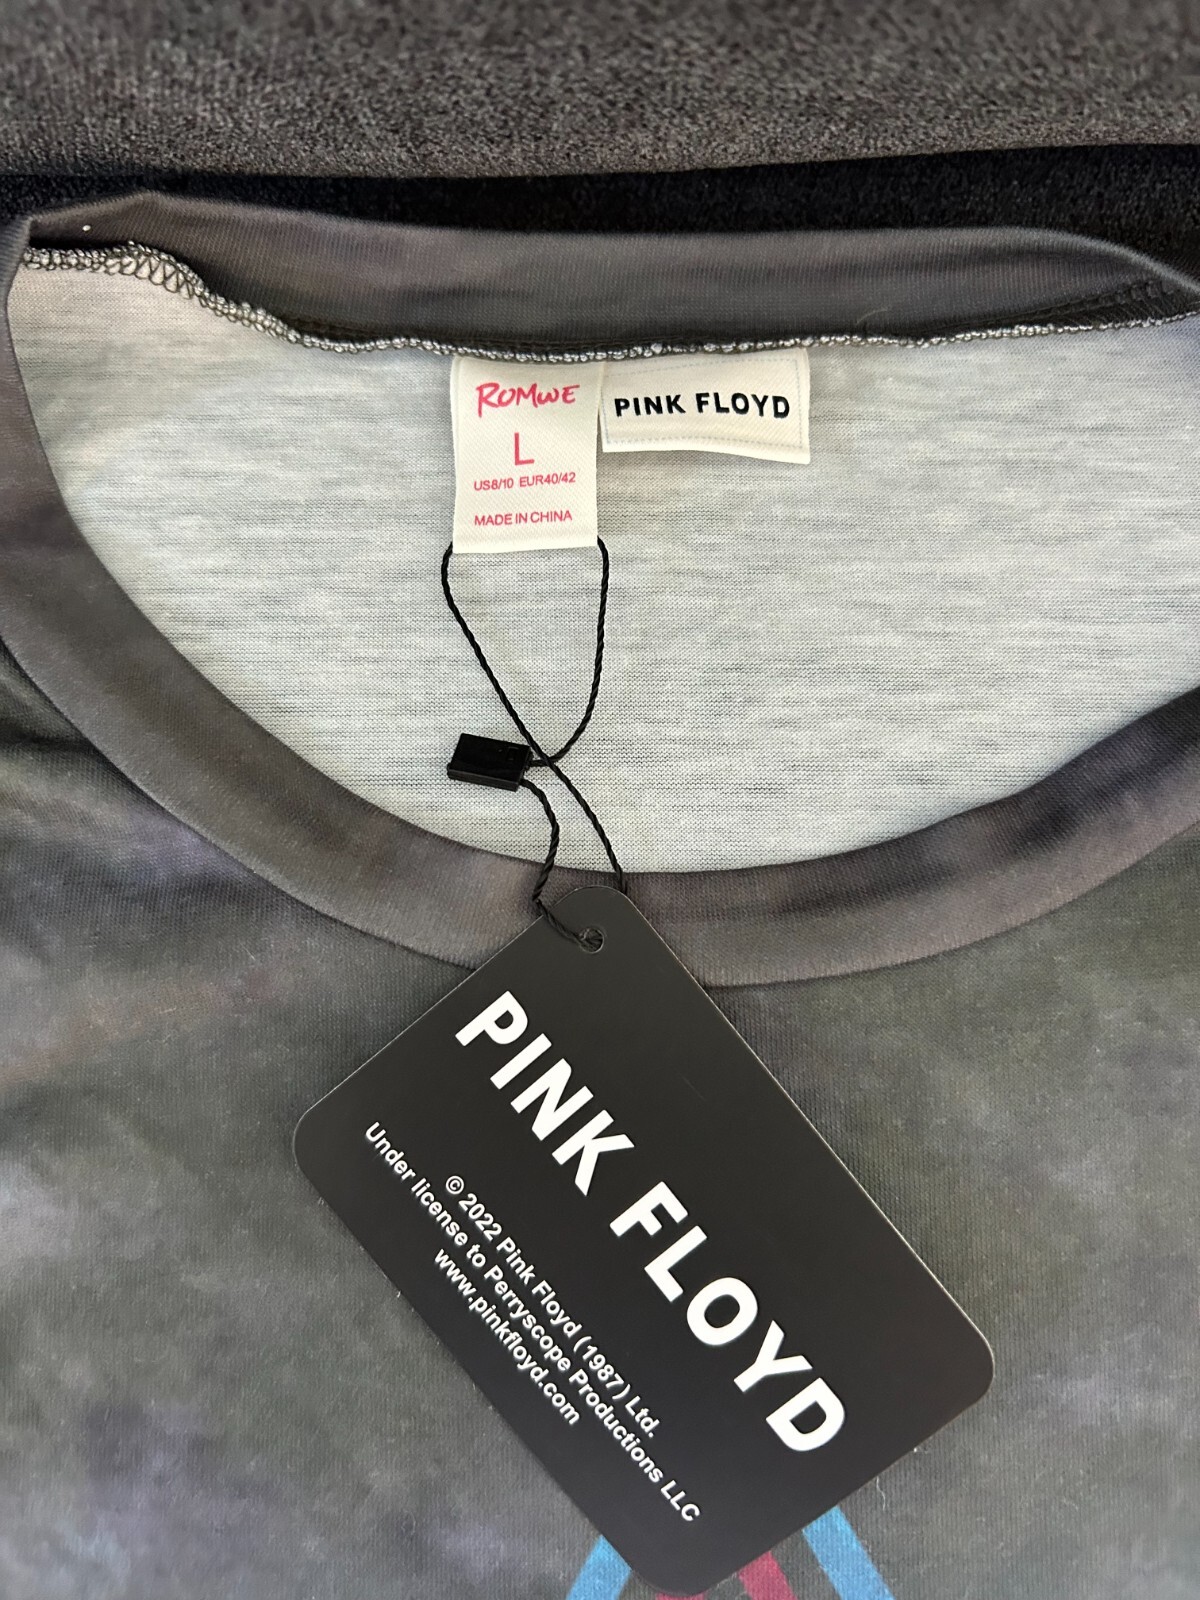 ROMWE
L
US8/10 EUR40/42
MADE IN CHINA
PINK FLOYD
PINK FLOYD
© 2022 Pink Floyd (1987) Ltd.
Under license to Perryscope Productions LLC
www.pinkfloyd.com